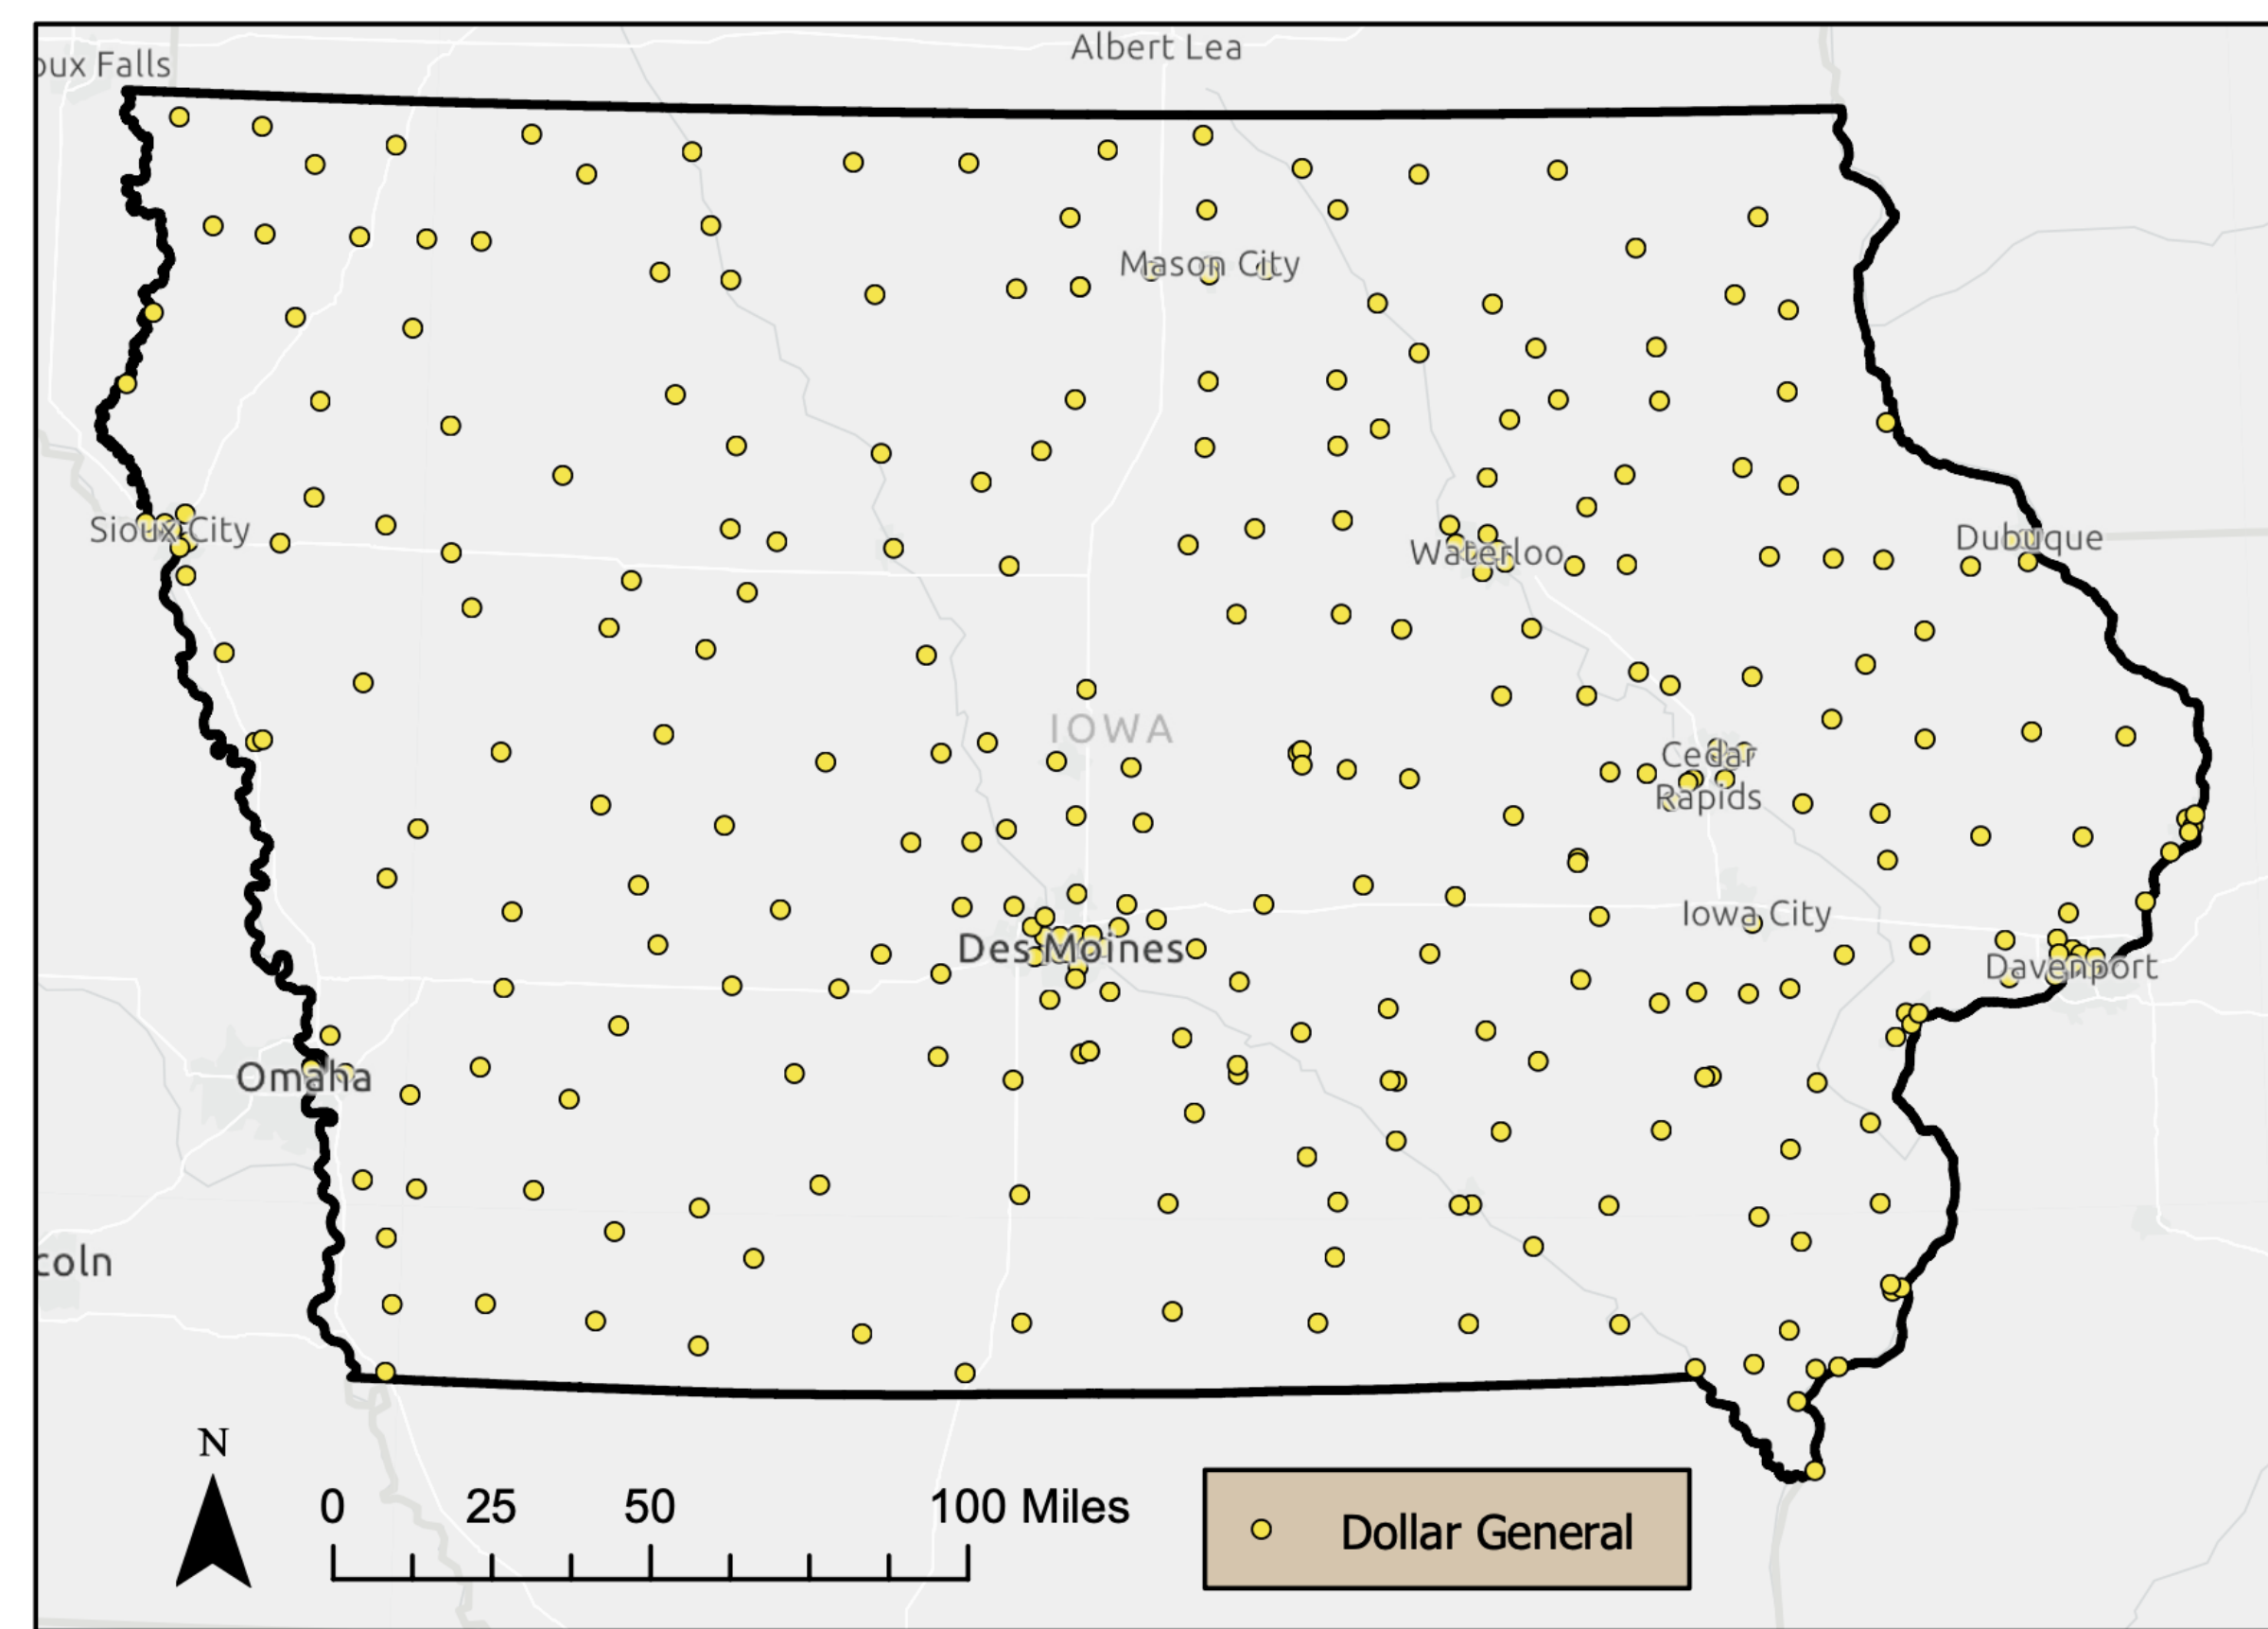 Albert Lea
oux Falls
Mason City
Sioux City
Waterloo
Dubuque
IOWA
Cedar
Rapids
Iowa City
Des Moines
Davenport
Omaha
coln
N
0 25 50 100 Miles
Dollar General